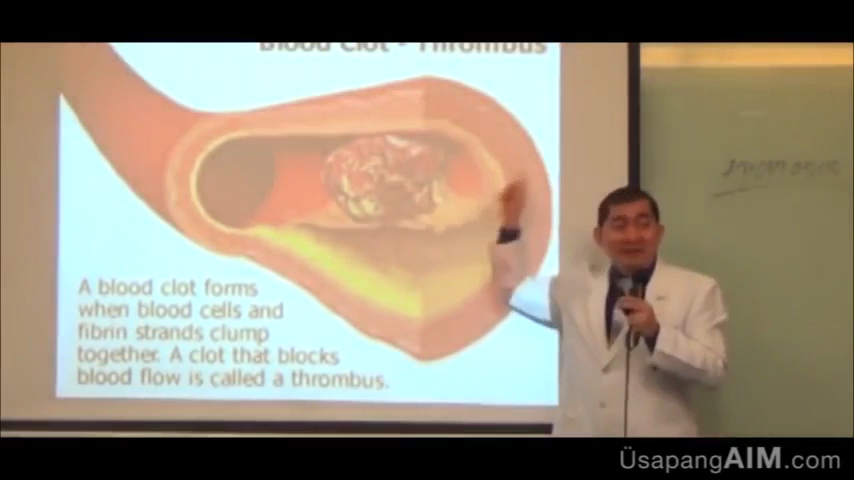 Blood Clot - Thrombus
A blood clot forms
when blood cells and
fibrin strands clump
together. A clot that blocks
blood flow is called a thrombus.
ÜsapangAIM.com